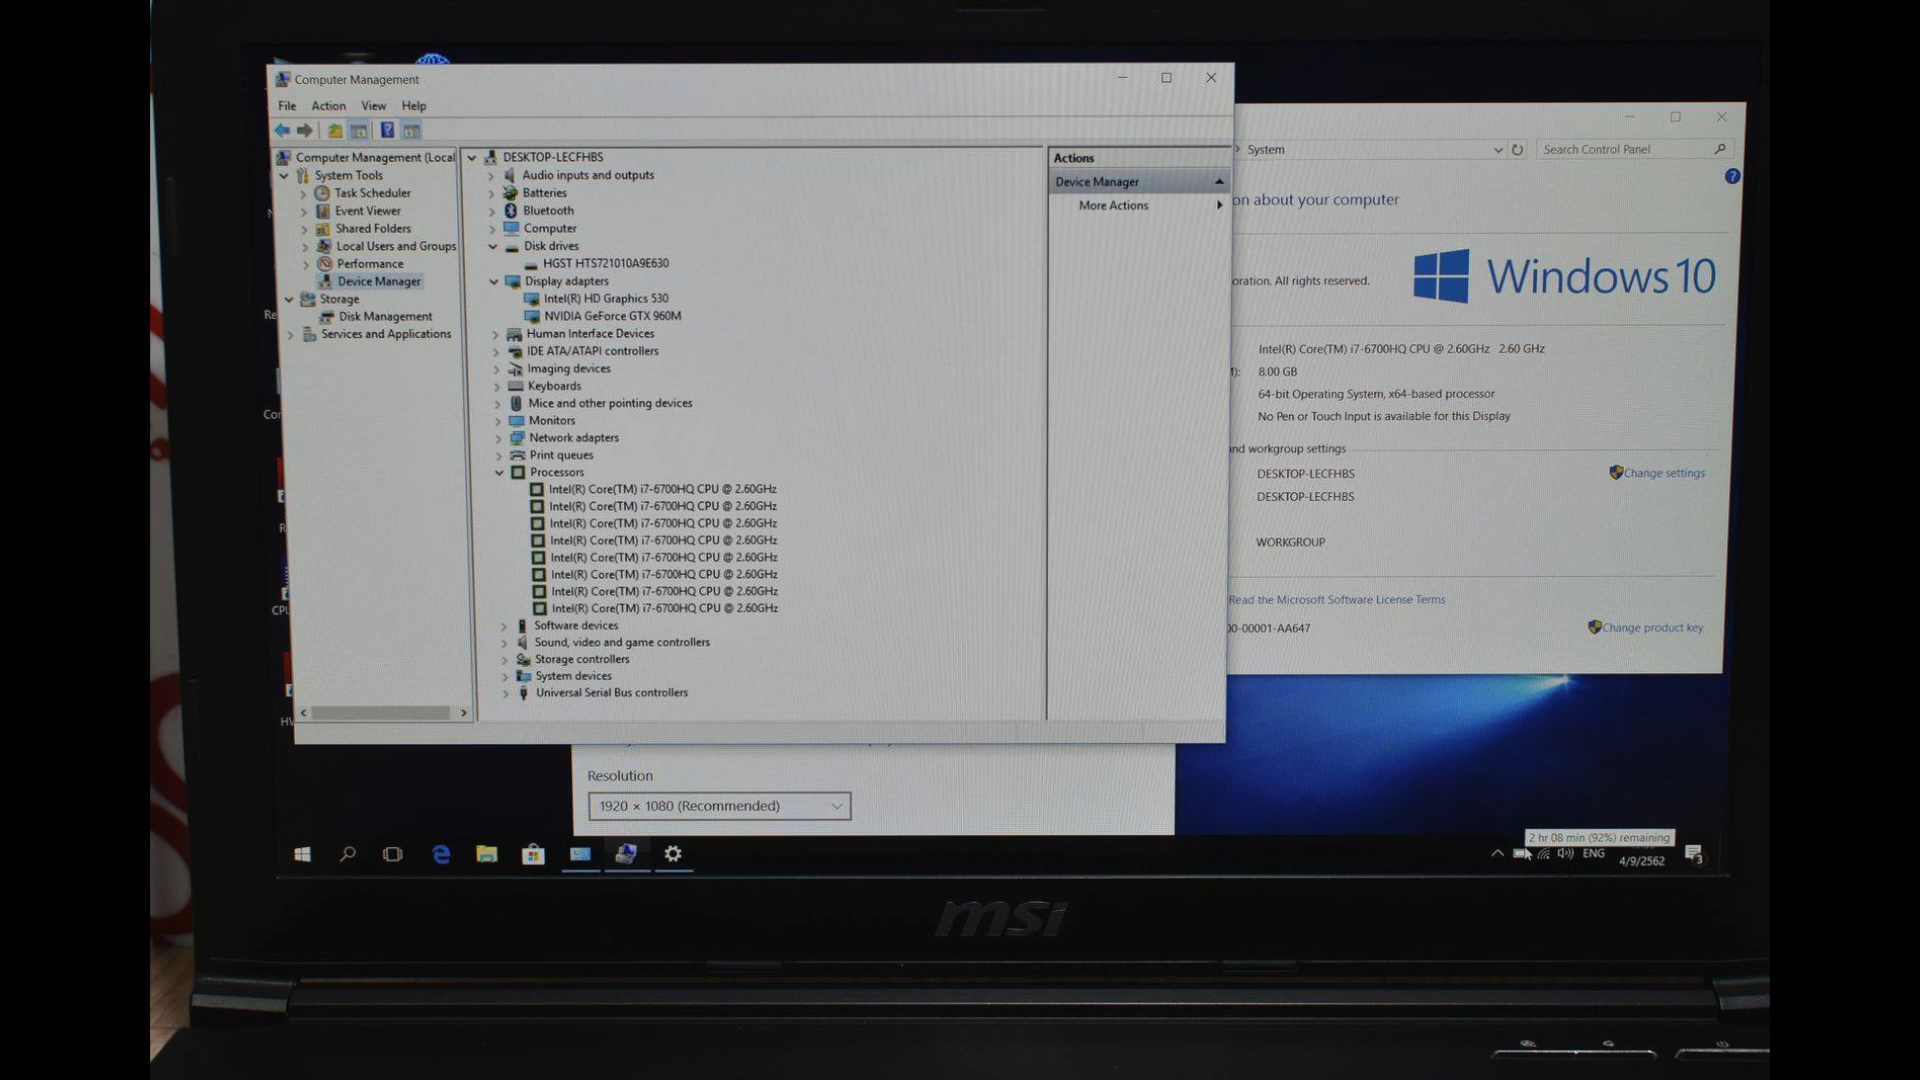 Computer Management
File Action View Help
Computer Management (Local
System Tools
Task Scheduler
Event Viewer
Shared Folders
Local Users and Groups
Performance
Device Manager
Storage
Disk Management
Services and Applications
DESKTOP-LECFHBS
Audio inputs and outputs
Batteries
Bluetooth
Computer
Disk drives
HGST HTS721010A9E630
Display adapters
Intel(R) HD Graphics 530
NVIDIA GeForce GTX 960M
Human Interface Devices
IDE ATA/ATAPI controllers
Imaging devices
Keyboards
Mice and other pointing devices
Monitors
Network adapters
Print queues
Processors
Intel(R) Core(TM) i7-6700HQ CPU @ 2.60GHz
Intel(R) Core(TM) i7-6700HQ CPU @ 2.60GHz
Intel(R) Core(TM) i7-6700HQ CPU @ 2.60GHz
Intel(R) Core(TM) i7-6700HQ CPU @ 2.60GHz
Intel(R) Core(TM) i7-6700HQ CPU @ 2.60GHz
Intel(R) Core(TM) i7-6700HQ CPU @ 2.60GHz
Intel(R) Core(TM) i7-6700HQ CPU @ 2.60GHz
Intel(R) Core(TM) i7-6700HQ CPU @ 2.60GHz
Software devices
Sound, video and game controllers
Storage controllers
System devices
Universal Serial Bus controllers
Actions
Device Manager
More Actions
System
Search Control Panel
on about your computer
oration. All rights reserved.
Windows 10
Intel(R) Core(TM) i7-6700HQ CPU @ 2.60GHz 2.60 GHz
8.00 GB
64-bit Operating System, x64-based processor
No Pen or Touch Input is available for this Display
nd workgroup settings
DESKTOP-LECFHBS
Change settings
DESKTOP-LECFHBS
WORKGROUP
Read the Microsoft Software License Terms
00-00001-AA647
Change product key
Resolution
1920 × 1080 (Recommended)
2 hr 08 min (92%) remaining
ENG
4/9/2562
3
msi